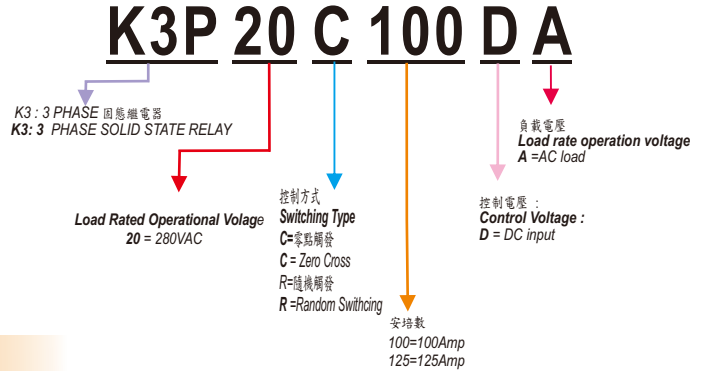 K3P 20 C 100 D A
K3 : 3 PHASE 固態繼電器
K3: 3 PHASE SOLID STATE RELAY
Load Rated Operational Volage
20 = 280VAC
控制方式
Switching Type
C=零點觸發
C = Zero Cross
R=隨機觸發
R =Random Swithcing
安培數
100=100Amp
125=125Amp
控制電壓 :
Control Voltage :
D = DC input
負載電壓
Load rate operation voltage
A =AC load